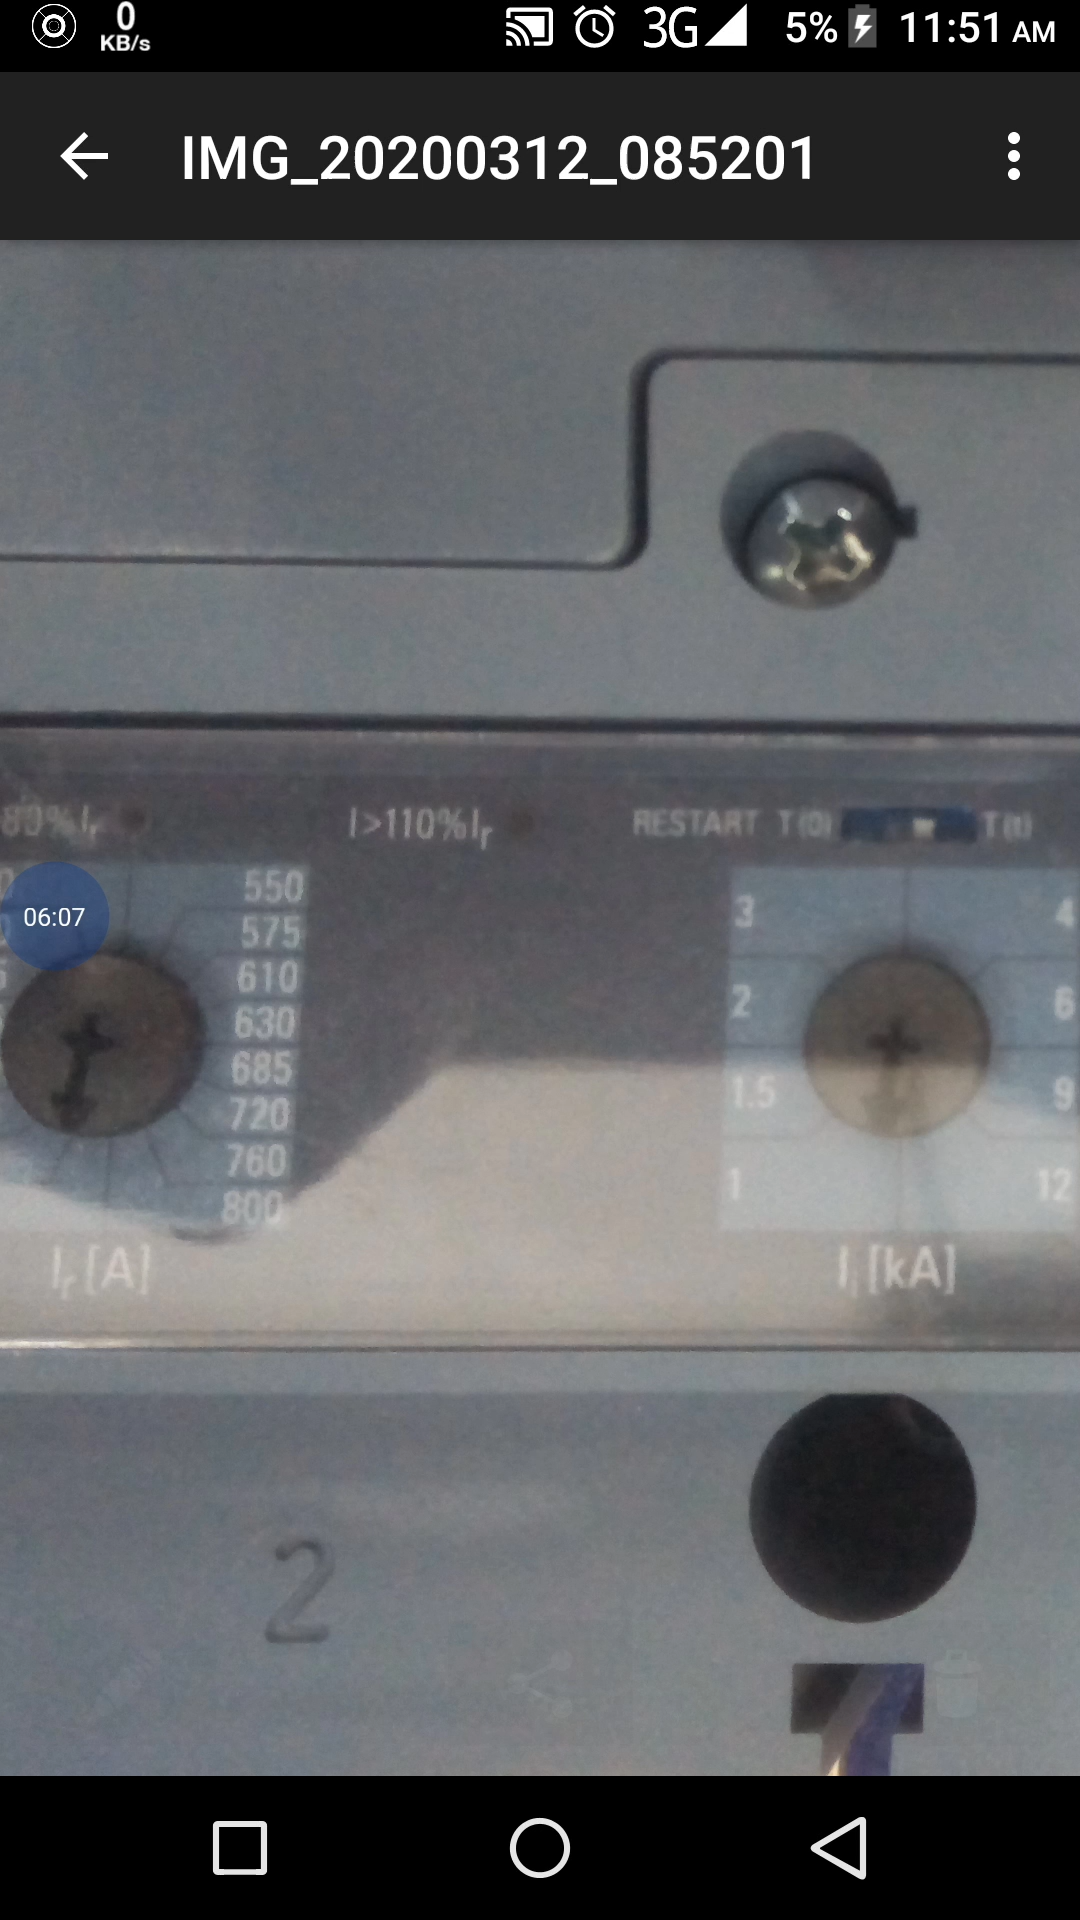 0
KB/s
3G
5%
11:51 AM
IMG_20200312_085201
80%Ir
I>110%Ir
RESTART T(0)
T(t)
06:07
550
575
610
630
685
720
760
800
Ir [A]
3
4
2
6
1.5
9
1
12
Ii [kA]
2